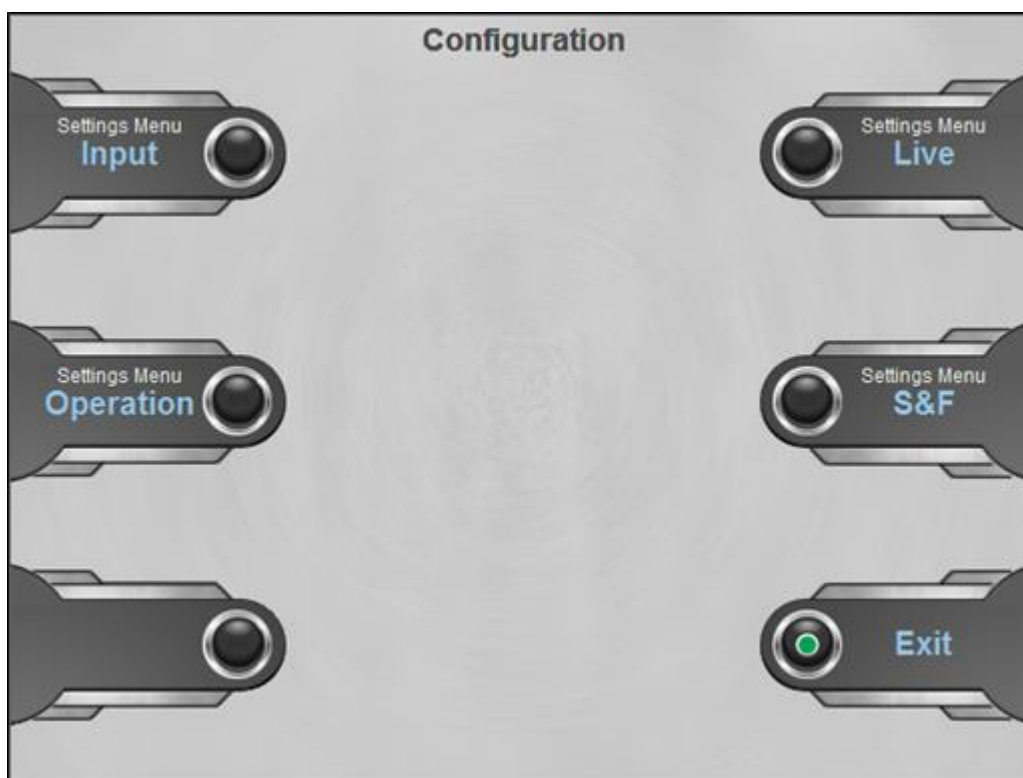 Configuration
Settings Menu
Input
Settings Menu
Live
Settings Menu
Operation
Settings Menu
S&F
Exit